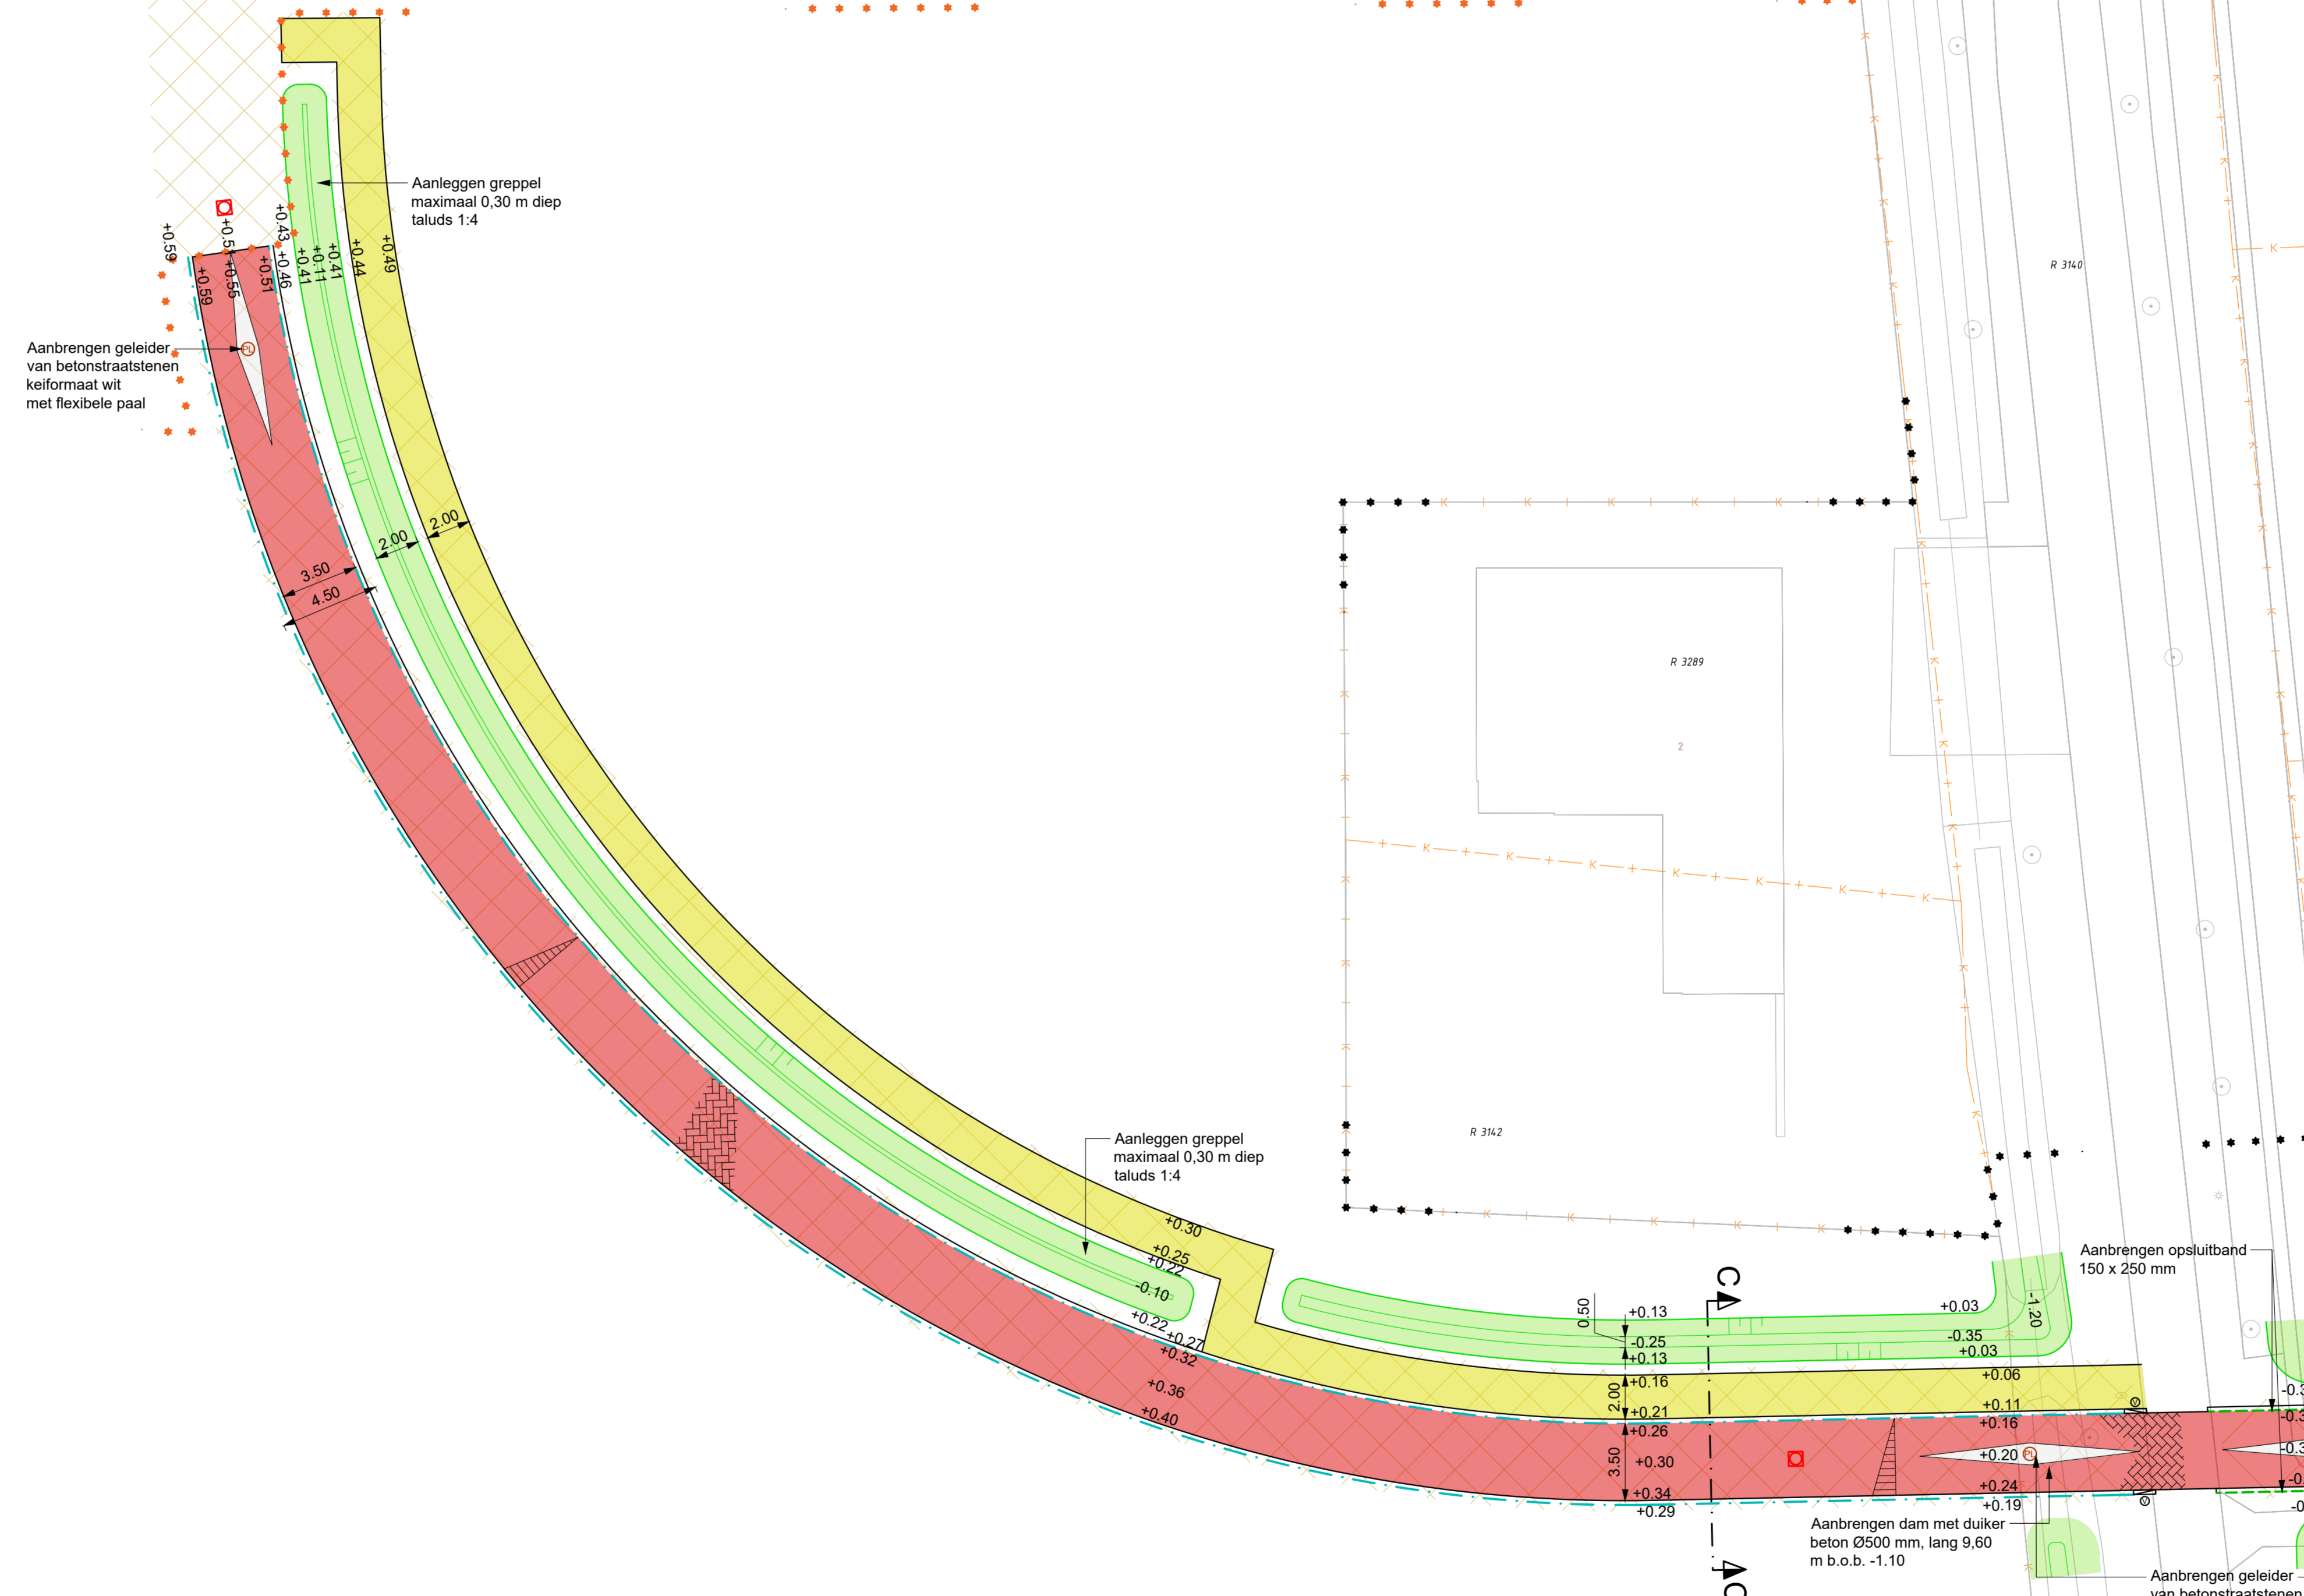 Aanleggen greppel
maximaal 0,30 m diep
taluds 1:4
+0.59
+0.43
+0.46
+0.41
+0.11
+0.41
+0.44
+0.49
+0.59
+0.55
+0.51
R 3140
K
Aanbrengen geleider
van betonstraatstenen
keiformaat wit
met flexibele paal
PL
2.00
2.00
3.50
4.50
R 3289
2
R 3142
Aanleggen greppel
maximaal 0,30 m diep
taluds 1:4
+0.30
+0.25
+0.22
-0.10
+0.22
+0.27
+0.32
+0.36
+0.40
Aanbrengen opsluitband
150 x 250 mm
C
0.50
+0.13
-0.25
+0.13
+0.16
2.00
+0.21
+0.26
3.50
+0.30
+0.34
+0.29
+0.03
-1.20
-0.35
+0.03
+0.06
+0.11
+0.16
+0.20
PL
+0.24
+0.19
Aanbrengen dam met duiker
beton Ø500 mm, lang 9,60
m b.o.b. -1.10
Aanbrengen geleider
van betonstraatstenen